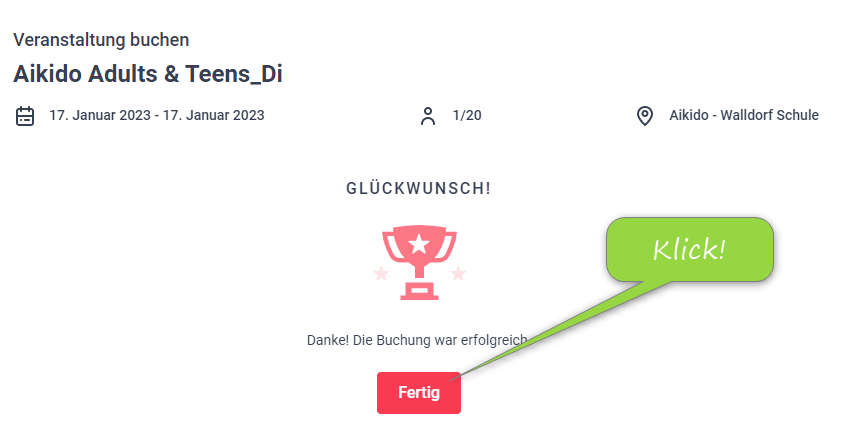 Veranstaltung buchen
Aikido Adults & Teens_Di
17. Januar 2023 - 17. Januar 2023
1/20
Aikido - Walldorf Schule
GLÜCKWUNSCH!
Klick!
Danke! Die Buchung war erfolgreich
Fertig